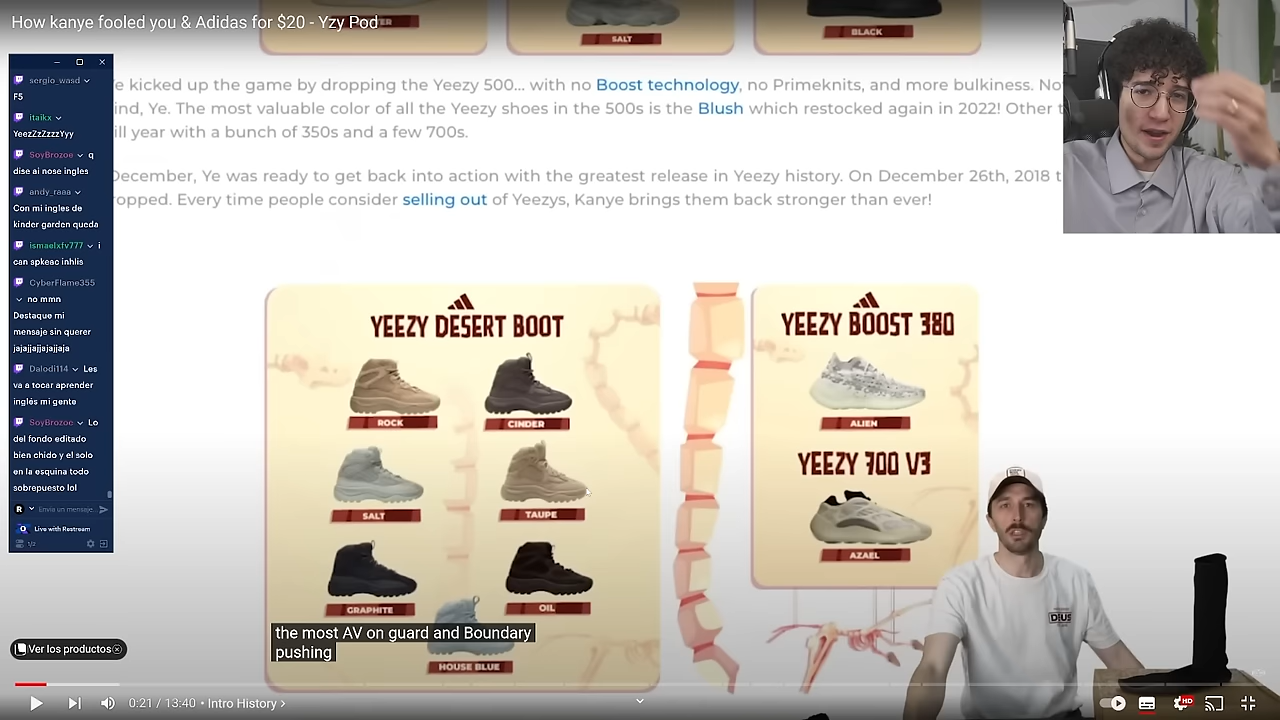 How kanye fooled you & Adidas for $20 - Yzy Pod
SALT
BLACK
e kicked up the game by dropping the Yeezy 500... with no Boost technology, no Primeknits, and more bulkiness. No
ind, Ye. The most valuable color of all the Yeezy shoes in the 500s is the Blush which restocked again in 2022! Other t
ill year with a bunch of 350s and a few 700s.
December, Ye was ready to get back into action with the greatest release in Yeezy history. On December 26th, 2018 t
ropped. Every time people consider selling out of Yeezys, Kanye brings them back stronger than ever!
sergio_wasd
F5
itaikx
YeezZzZzzzYyy
SoyBrozoe q
dise ai nose ingles
andy_raaa
Con mi ingles de
kinder garden queda
ismaelxfv777 i
can spkeac inhlis
CyberFlame355
no mmn
Destaque mi
mensaje sin querer
jajajjajjajajjaja
Dalodi114 Les
va a tocar aprender
inglés mi gente
SoyBrozoe Lo
del fondo editado
bien chido y el solo
en la esquina todo
sobrepuesto lol
R Envia un mensaje...
Live with Restream
1/2
YEEZY DESERT BOOT
ROCK
CINDER
SALT
TAUPE
GRAPHITE
OIL
HOUSE BLUE
YEEZY BOOST 380
ALIEN
YEEZY 700 V3
AZAEL
DIUS
the most AV on guard and Boundary
pushing
Ver los productos
0:21 / 13:40 • Intro History
HD